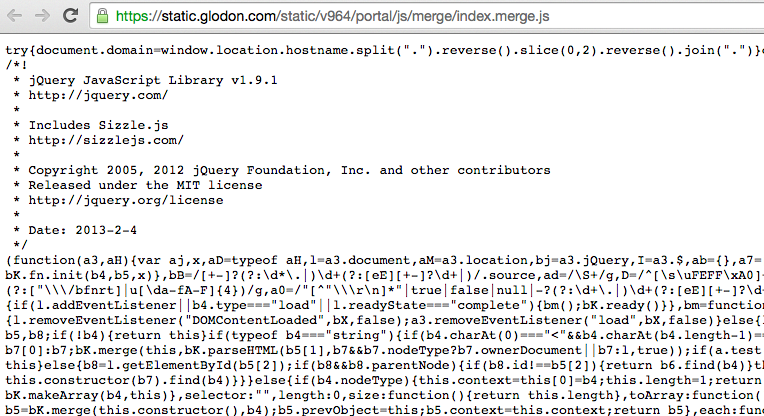 https://static.glodon.com/static/v964/portal/js/merge/index.merge.js
try{document.domain=window.location.hostname.split(".").reverse().slice(0,2).reverse().join(".")}c
/*!
 * jQuery JavaScript Library v1.9.1
 * http://jquery.com/
 *
 * Includes Sizzle.js
 * http://sizzlejs.com/
 *
 * Copyright 2005, 2012 jQuery Foundation, Inc. and other contributors
 * Released under the MIT license
 * http://jquery.org/license
 *
 * Date: 2013-2-4
 */
(function(a3,aH){var aj,x,aD=typeof aH,l=a3.document,aM=a3.location,bj=a3.jQuery,I=a3.$,ab={},a7=
bK.fn.init(b4,b5,x)},bB=/[+-]?(?:\d*\.|)\d+(?:[eE][+-]?\d+|)/.source,ad=/\S+/g,D=/^[\s\uFEFF\xA0]
(?:["\\\/bfnrt]|u[\da-fA-F]{4})/g,a0=/"[^"\\\r\n]*"|true|false|null|-?(?:\d+\.|)\d+(?:[eE][+-]?\d+
{if(l.addEventListener||b4.type==="load"||l.readyState==="complete"){bm();bK.ready()}},bm=function
{l.removeEventListener("DOMContentLoaded",bX,false);a3.removeEventListener("load",bX,false)}else{l
b5,b8;if(!b4){return this}if(typeof b4==="string"){if(b4.charAt(0)==="<"&&b4.charAt(b4.length-1)==
b7[0]:b7;bK.merge(this,bK.parseHTML(b5[1],b7&&b7.nodeType?b7.ownerDocument||b7:l,true));if(a.test
this}else{b8=l.getElementById(b5[2]);if(b8&&b8.parentNode){if(b8.id!==b5[2]){return b6.find(b4)}th
this.constructor(b7).find(b4)}}}else{if(b4.nodeType){this.context=this[0]=b4;this.length=1;return
bK.makeArray(b4,this)},selector:"",length:0,size:function(){return this.length},toArray:function(
b5=bK.merge(this.constructor(),b4);b5.prevObject=this;b5.context=this.context;return b5},each:func